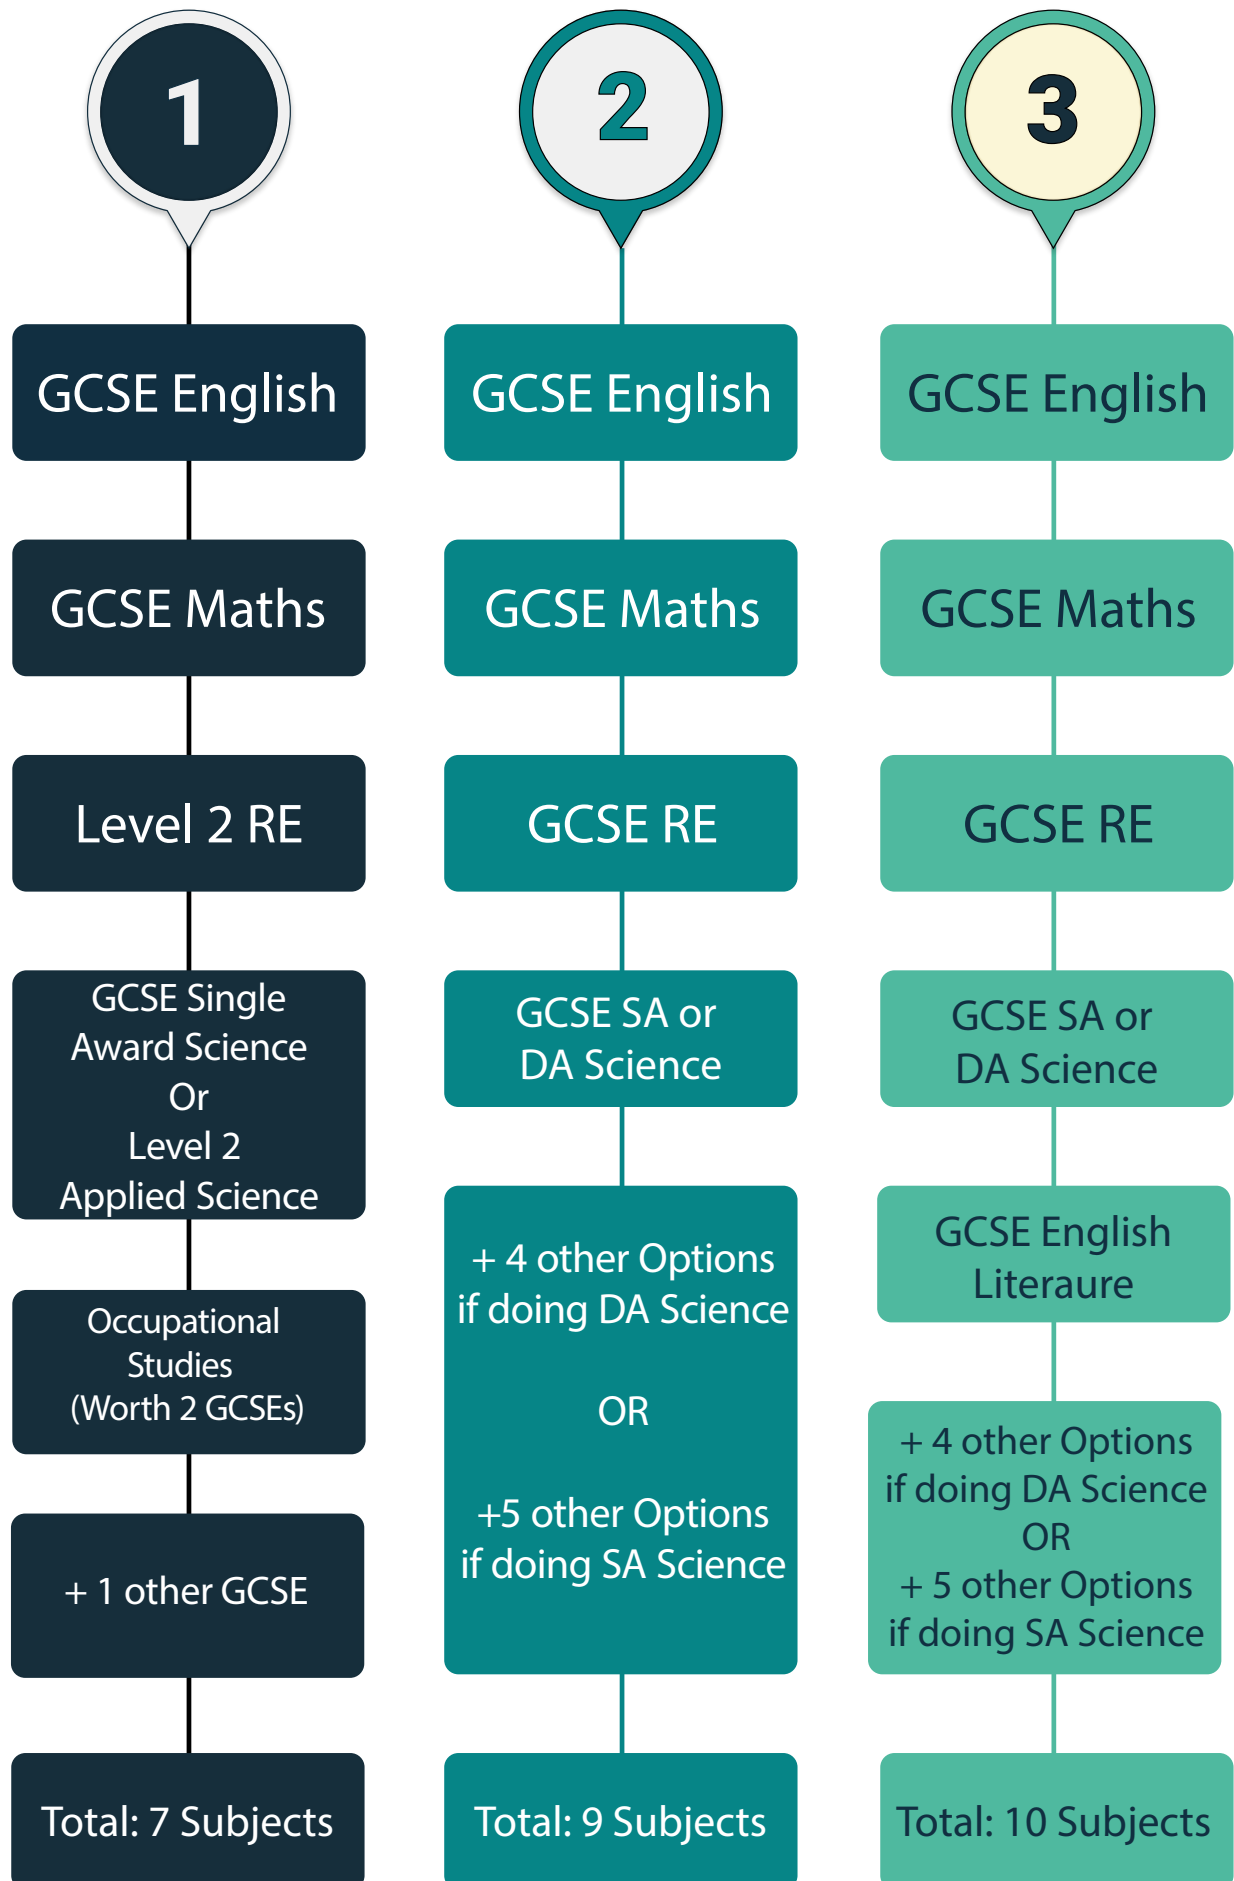 1
GCSE English
GCSE Maths
Level 2 RE
GCSE Single
Award Science
Or
Level 2
Applied Science
Occupational
Studies
(Worth 2 GCSEs)
+ 1 other GCSE
Total: 7 Subjects
2
GCSE English
GCSE Maths
GCSE RE
GCSE SA or
DA Science
+ 4 other Options
if doing DA Science
OR
+5 other Options
if doing SA Science
Total: 9 Subjects
3
GCSE English
GCSE Maths
GCSE RE
GCSE SA or
DA Science
GCSE English
Literaure
+ 4 other Options
if doing DA Science
OR
+ 5 other Options
if doing SA Science
Total: 10 Subjects